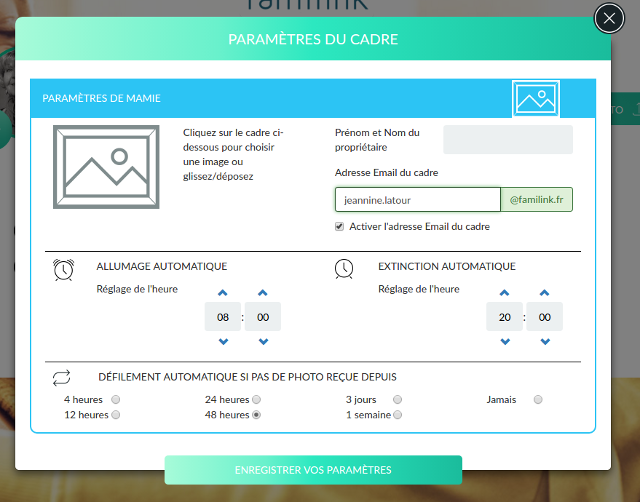 familink
PARAMÈTRES DU CADRE
PARAMÈTRES DE MAMIE
Cliquez sur le cadre ci-
dessous pour choisir
une image ou
glissez/déposez
Prénom et Nom du
propriétaire
Adresse Email du cadre
jeannine.latour @familink.fr
Activer l'adresse Email du cadre
ALLUMAGE AUTOMATIQUE
Réglage de l'heure
08 : 00
EXTINCTION AUTOMATIQUE
Réglage de l'heure
20 : 00
DÉFILEMENT AUTOMATIQUE SI PAS DE PHOTO REÇUE DEPUIS
4 heures 24 heures 3 jours Jamais
12 heures 48 heures 1 semaine
ENREGISTRER VOS PARAMÈTRES